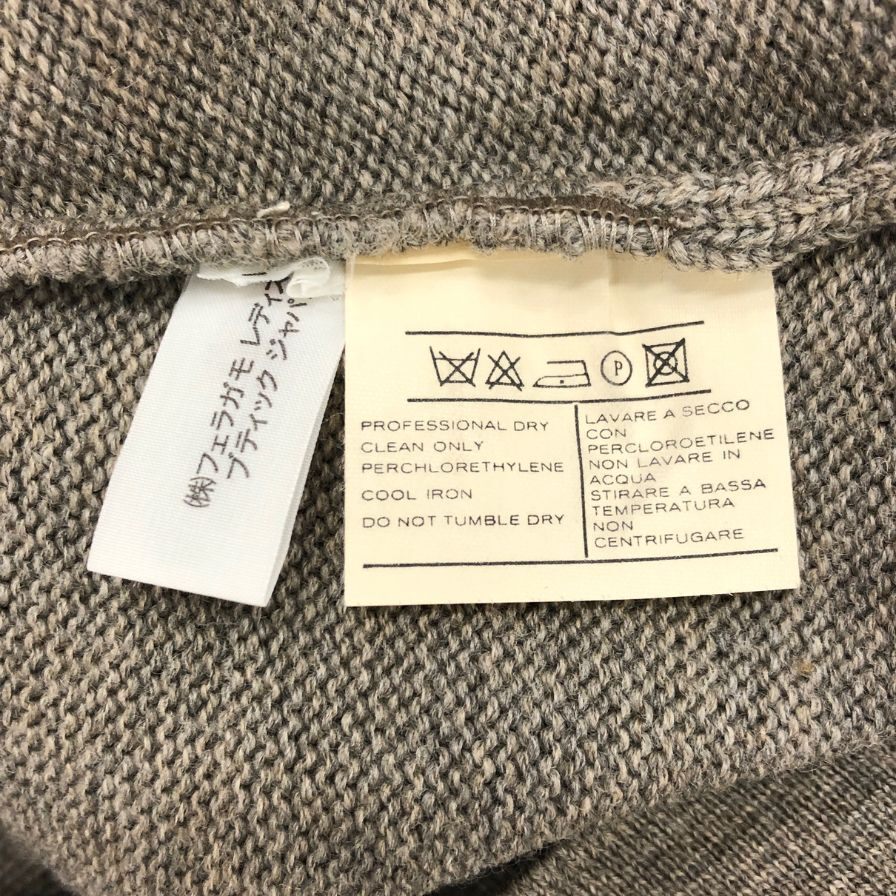 (株)フェラガモ レディス
ブティック ジャパ
P
PROFESSIONAL DRY
CLEAN ONLY
PERCHLORETHYLENE
COOL IRON
DO NOT TUMBLE DRY
LAVARE A SECCO
CON
PERCLOROETILENE
NON LAVARE IN
ACQUA
STIRARE A BASSA
TEMPERATURA
NON
CENTRIFUGARE